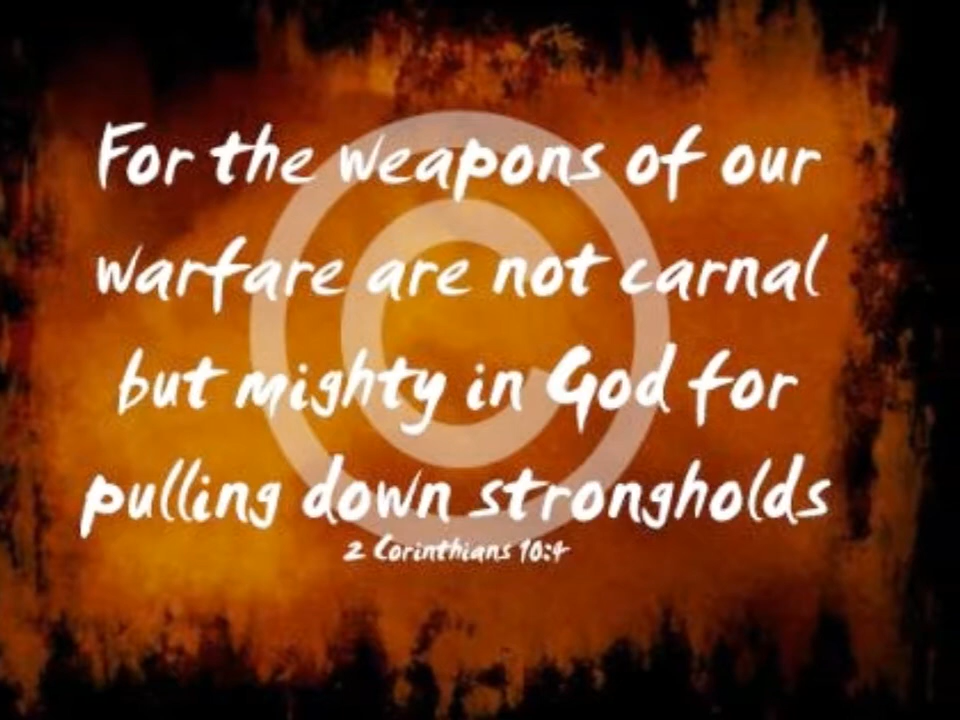 For the weapons of our
warfare are not carnal
but mighty in God for
pulling down strongholds
2 Corinthians 10:4
©